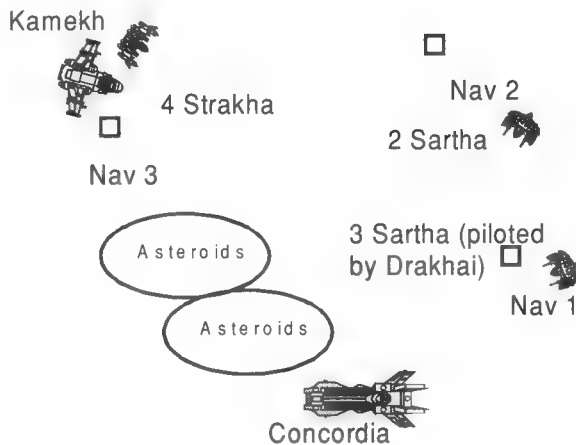 Kamekh
4 Strakha
Nav 3
Nav 2
2 Sartha
3 Sartha (piloted
by Drakhai)
Nav 1
Asteroids
Asteroids
Concordia